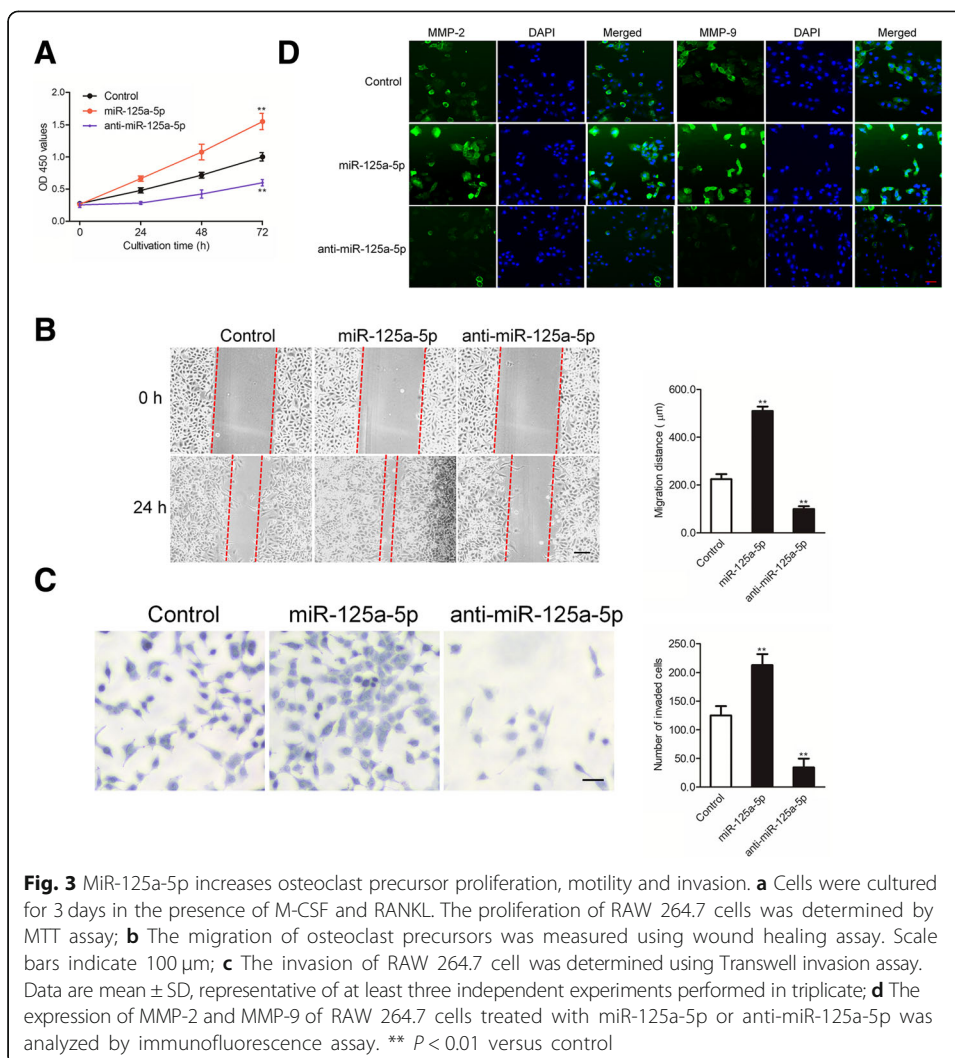 A
Control
miR-125a-5p
anti-miR-125a-5p
OD 450 values
2.0
1.5
1.0
0.5
0.0
0 24 48 72
Cultivation time (h)
**
**
D
MMP-2 DAPI Merged MMP-9 DAPI Merged
Control
miR-125a-5p
anti-miR-125a-5p
B
Control miR-125a-5p anti-miR-125a-5p
0 h
24 h
Migration distance ( μm)
600.0
400.0
200.0
0.0
**
**
Control
miR-125a-5p
anti-miR-125a-5p
C
Control miR-125a-5p anti-miR-125a-5p
Number of invaded cells
250.0
200.0
150.0
100.0
50.0
0.0
**
**
Control
miR-125a-5p
anti-miR-125a-5p
Fig. 3 MiR-125a-5p increases osteoclast precursor proliferation, motility and invasion. a Cells were cultured
for 3 days in the presence of M-CSF and RANKL. The proliferation of RAW 264.7 cells was determined by
MTT assay; b The migration of osteoclast precursors was measured using wound healing assay. Scale
bars indicate 100 μm; c The invasion of RAW 264.7 cell was determined using Transwell invasion assay.
Data are mean ± SD, representative of at least three independent experiments performed in triplicate; d The
expression of MMP-2 and MMP-9 of RAW 264.7 cells treated with miR-125a-5p or anti-miR-125a-5p was
analyzed by immunofluorescence assay. ** P < 0.01 versus control